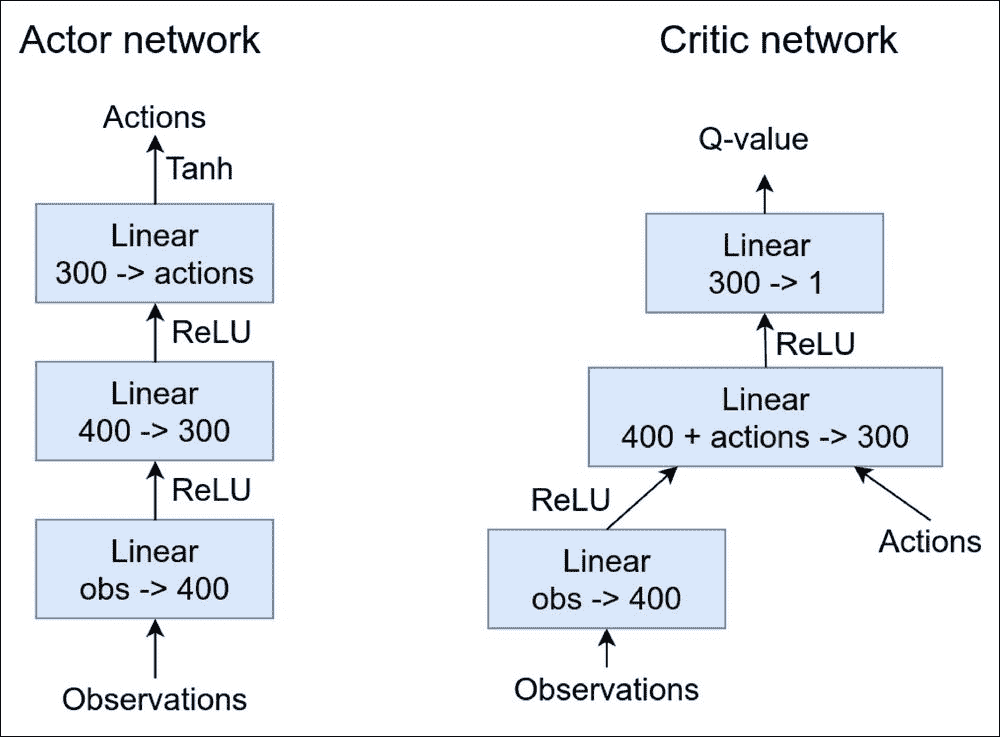 Actor network
Actions
Tanh
Linear
300 -> actions
ReLU
Linear
400 -> 300
ReLU
Linear
obs -> 400
Observations
Critic network
Q-value
Linear
300 -> 1
ReLU
Linear
400 + actions -> 300
ReLU
Actions
Linear
obs -> 400
Observations